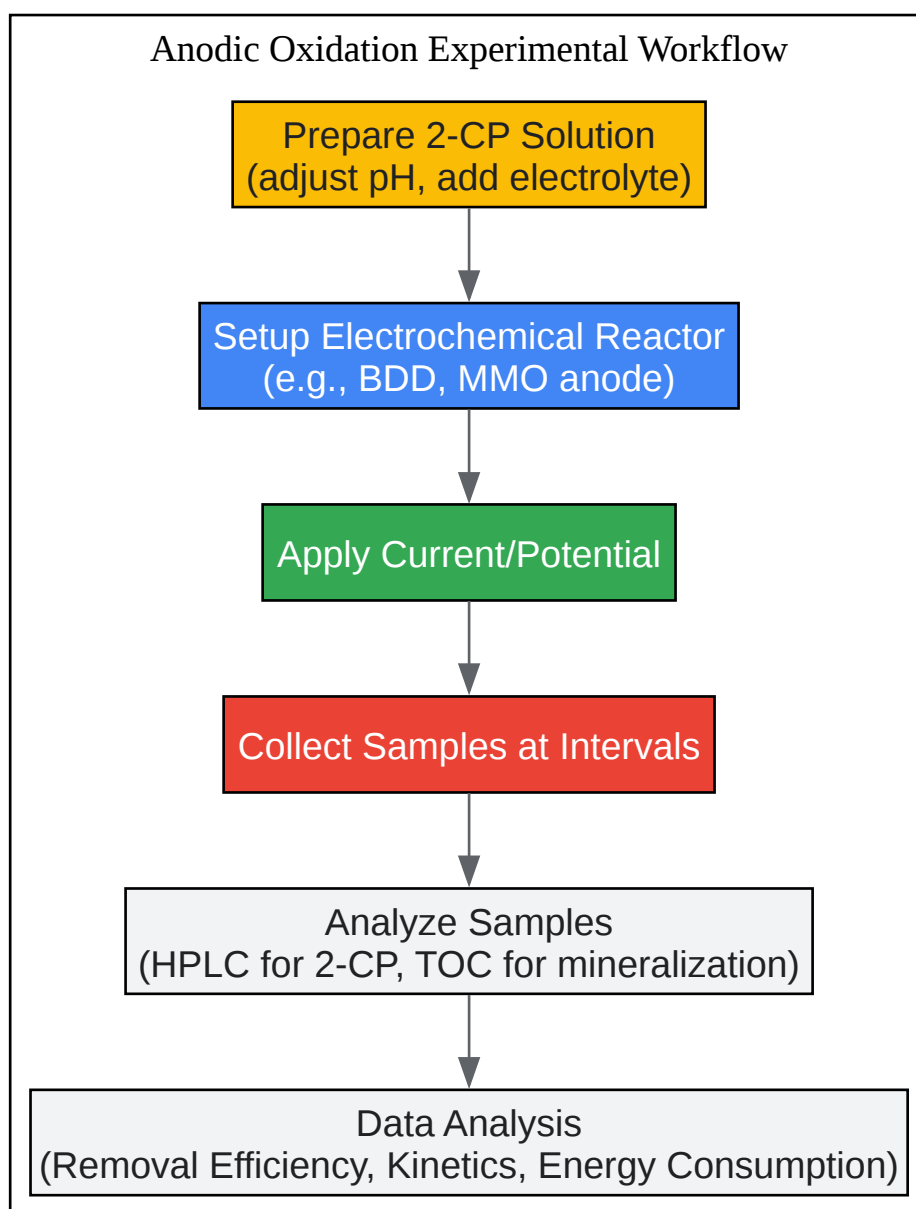 Anodic Oxidation Experimental Workflow
Prepare 2-CP Solution
(adjust pH, add electrolyte)
Setup Electrochemical Reactor
(e.g., BDD, MMO anode)
Apply Current/Potential
Collect Samples at Intervals
Analyze Samples
(HPLC for 2-CP, TOC for mineralization)
Data Analysis
(Removal Efficiency, Kinetics, Energy Consumption)